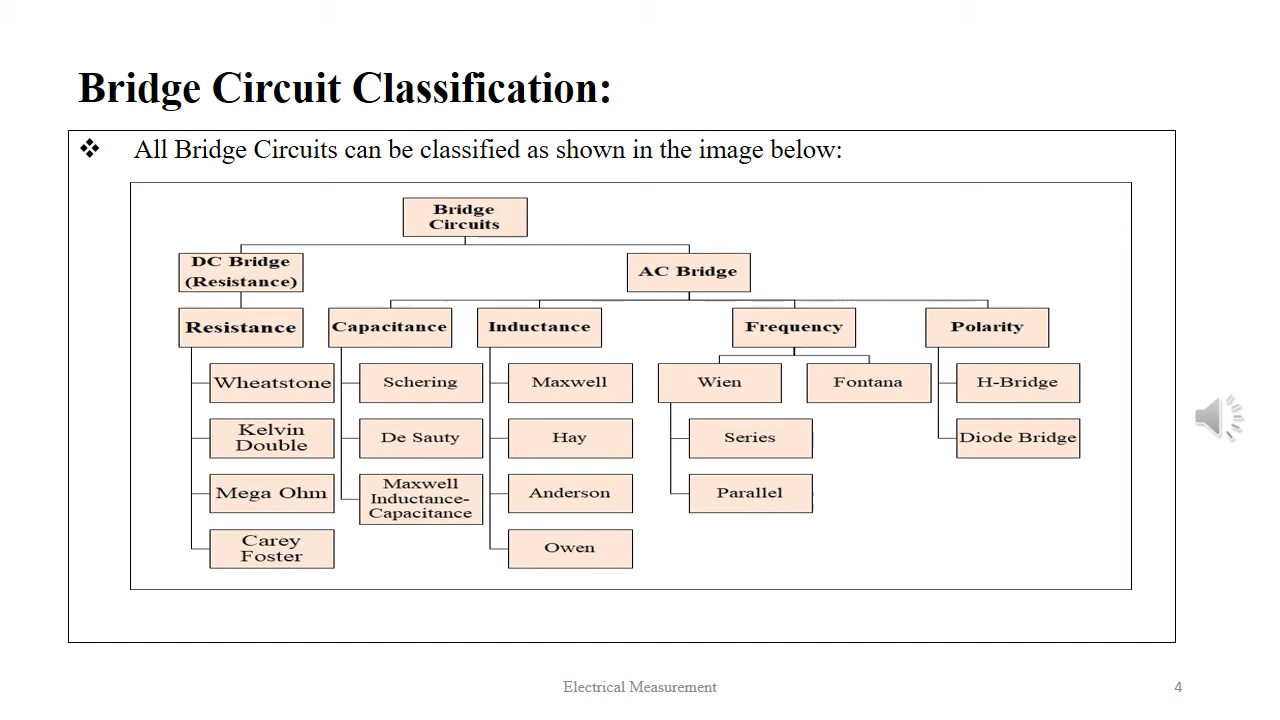 Bridge Circuit Classification:
❖ All Bridge Circuits can be classified as shown in the image below:
Bridge
Circuits
DC Bridge
(Resistance)
AC Bridge
Resistance
Capacitance
Inductance
Frequency
Polarity
Wheatstone
Schering
Maxwell
Wien
Fontana
H-Bridge
Kelvin
Double
De Sauty
Hay
Series
Diode Bridge
Mega Ohm
Maxwell
Inductance-
Capacitance
Anderson
Parallel
Carey
Foster
Owen
Electrical Measurement
4